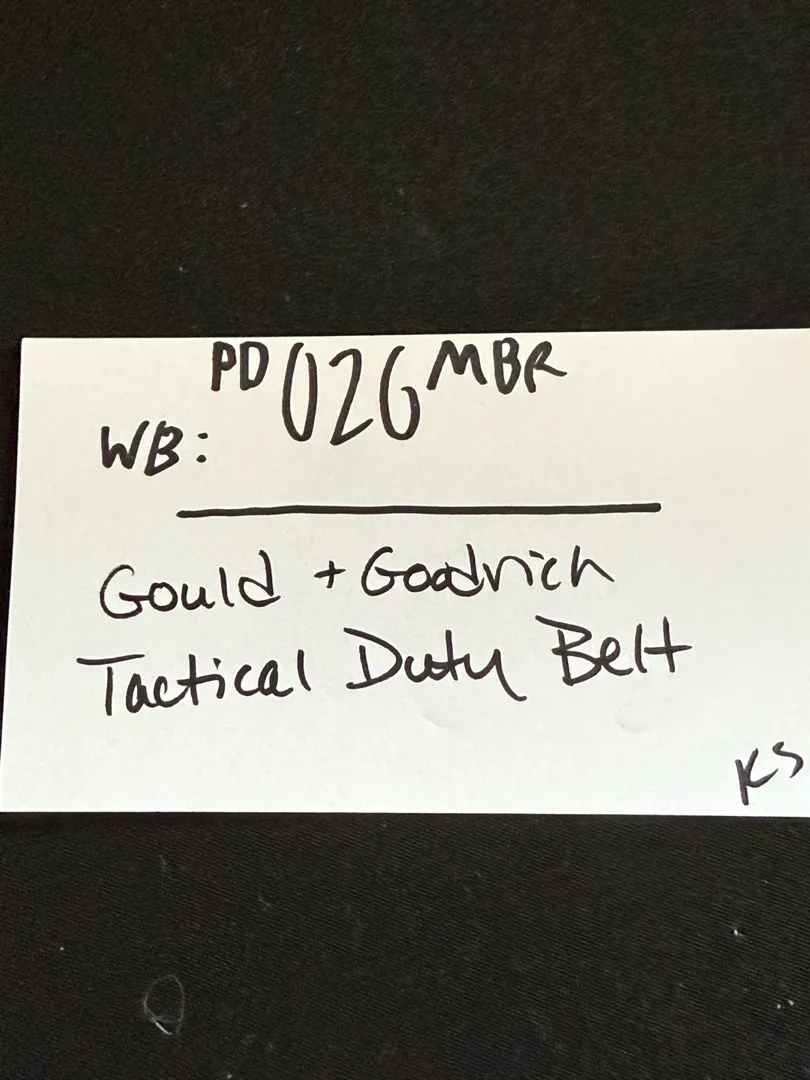 PD 026 MBR
WB:
Gould + Goodrich
Tactical Duty Belt
KS